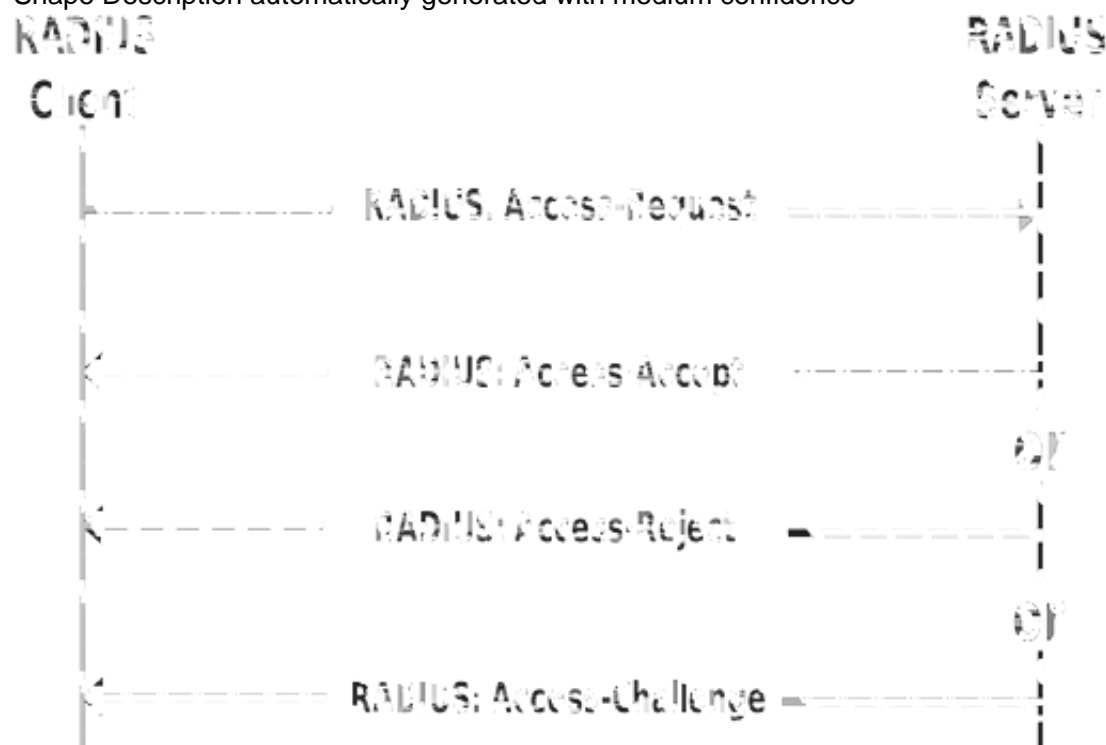 Shape Description automatically generated with medium confidence
RADIUS RADIUS
Client Server
RADIUS: Access-Request
RADIUS: Access-Accept
or
RADIUS: Access-Reject
or
RADIUS: Access-Challenge